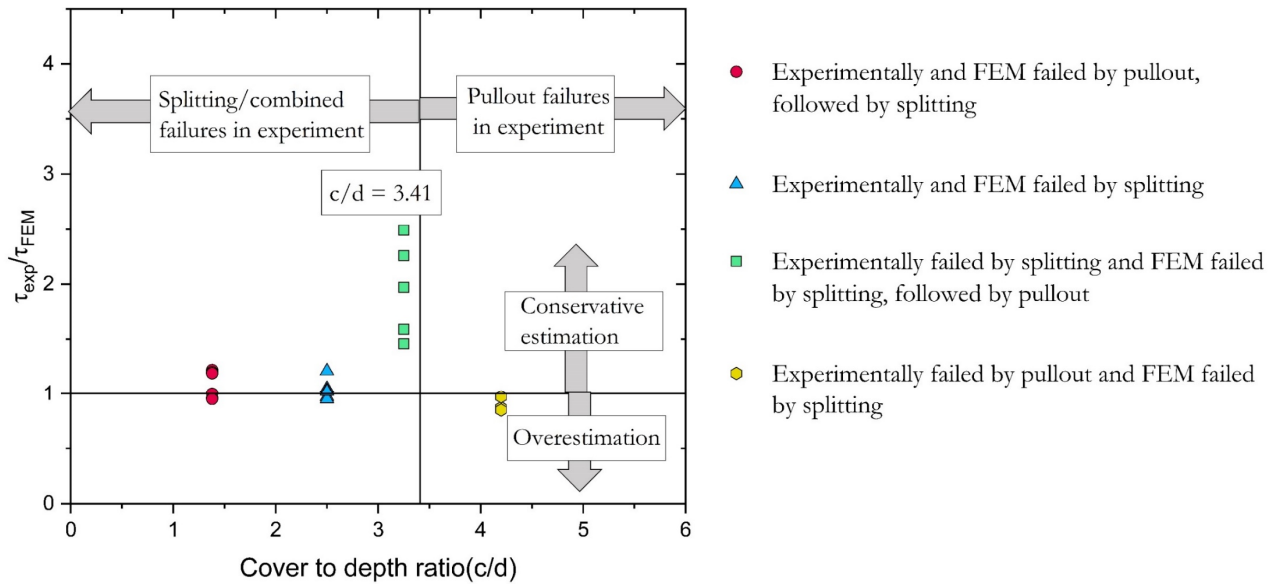 4
3
2
1
0
τexp/τFEM
Splitting/combined
failures in experiment
Pullout failures
in experiment
c/d = 3.41
Conservative
estimation
Overestimation
0 1 2 3 4 5 6
Cover to depth ratio(c/d)
Experimentally and FEM failed by pullout,
followed by splitting
Experimentally and FEM failed by splitting
Experimentally failed by splitting and FEM failed
by splitting, followed by pullout
Experimentally failed by pullout and FEM failed
by splitting